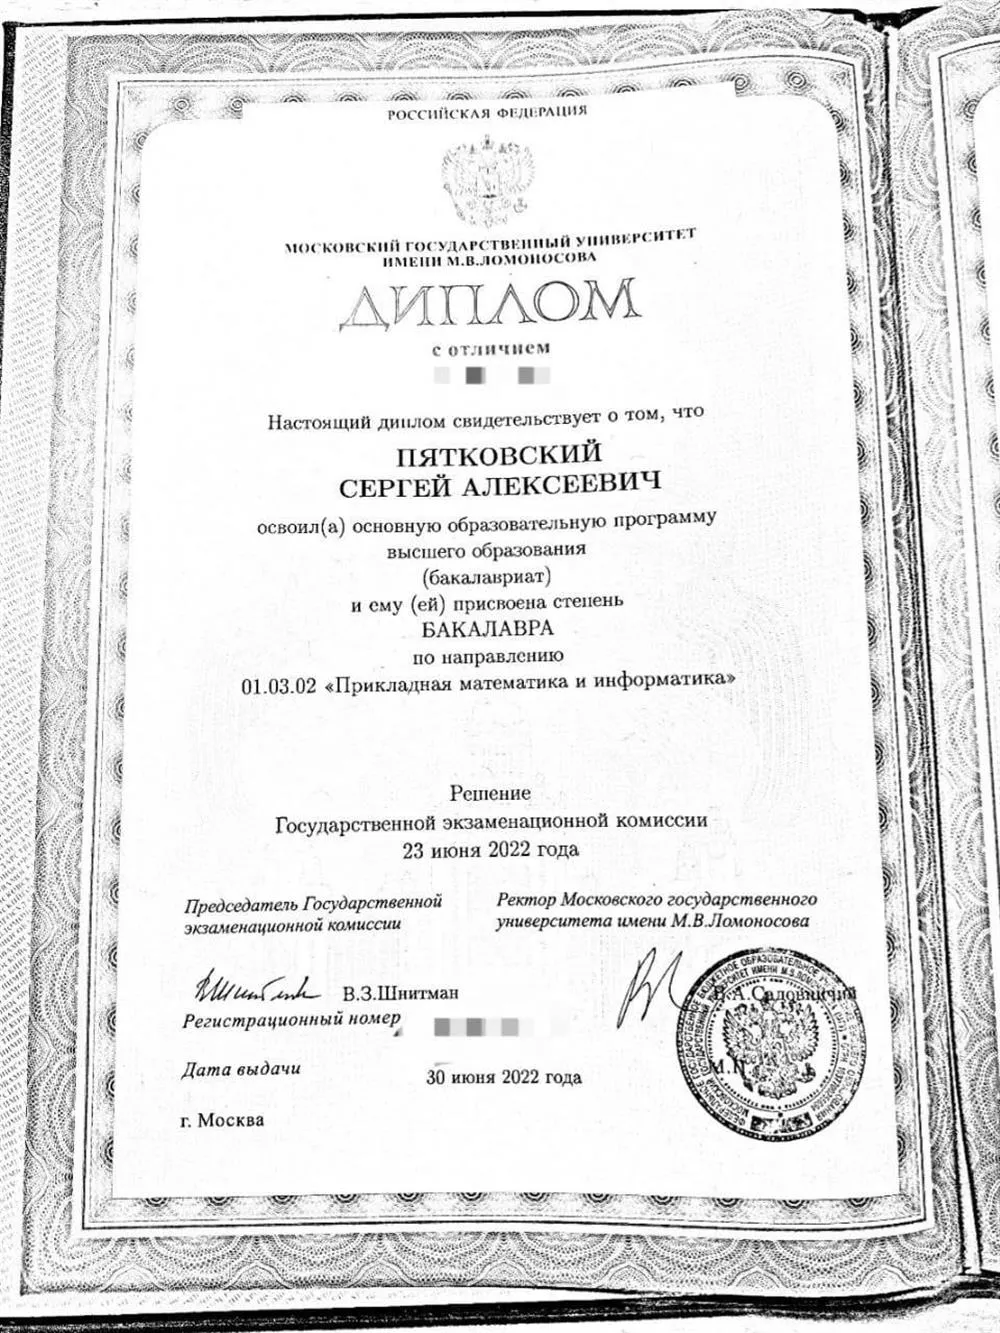 РОССИЙСКАЯ ФЕДЕРАЦИЯ
МОСКОВСКИЙ ГОСУДАРСТВЕННЫЙ УНИВЕРСИТЕТ
ИМЕНИ М.В.ЛОМОНОСОВА
ДИПЛОМ
с отличием
Настоящий диплом свидетельствует о том, что
ПЯТКОВСКИЙ
СЕРГЕЙ АЛЕКСЕЕВИЧ
освоил(а) основную образовательную программу
высшего образования
(бакалавриат)
и ему (ей) присвоена степень
БАКАЛАВРА
по направлению
01.03.02 «Прикладная математика и информатика»
Решение
Государственной экзаменационной комиссии
23 июня 2022 года
Председатель Государственной
экзаменационной комиссии
Ректор Московского государственного
университета имени М.В.Ломоносова
В.З.Шнитман
В.А.Садовничий
Регистрационный номер
М.П.
Дата выдачи
30 июня 2022 года
г. Москва